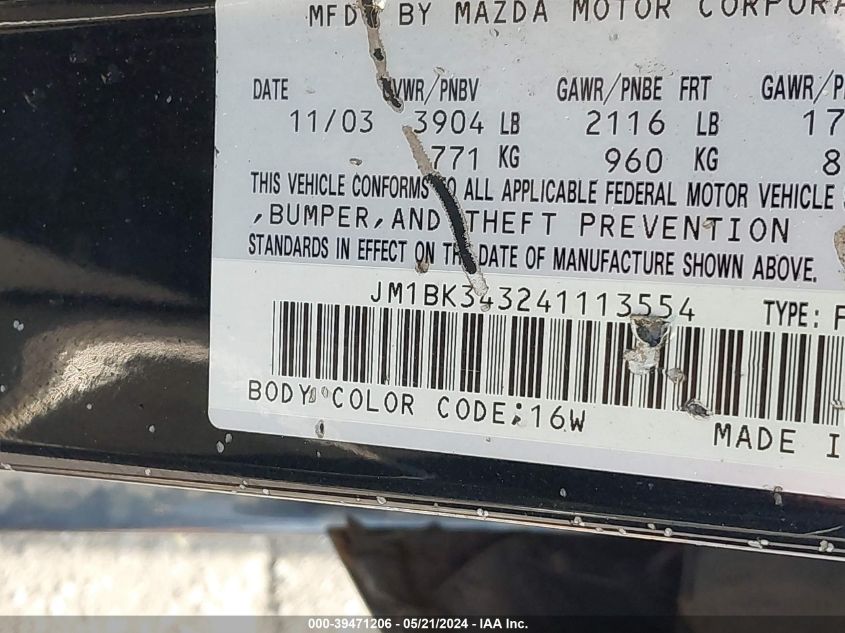 MFD BY MAZDA MOTOR CORPORA
DATE VWR/PNBV GAWR/PNBE FRT GAWR/P
11/03 3904 LB 2116 LB 17
771 KG 960 KG 8
THIS VEHICLE CONFORMS TO ALL APPLICABLE FEDERAL MOTOR VEHICLE
,BUMPER,AND THEFT PREVENTION
STANDARDS IN EFFECT ON THE DATE OF MANUFACTURE SHOWN ABOVE.
JM1BK343241113554 TYPE:
BODY COLOR CODE;16W
MADE I
000-39471206 - 05/21/2024 - IAA Inc.